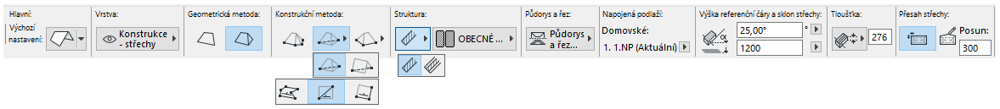 Hlavní:
Výchozí
nastavení:
Vrstva:
Konstrukce
- střechy
Geometrická metoda:
Konstrukční metoda:
Struktura:
OBECNÉ ...
Půdorys a řez:
Půdorys
a řez...
Napojená podlaží:
Domovské:
1. 1.NP (Aktuální)
Výška referenční čáry a sklon střechy:
α
25,00°
°
1200
Tloušťka:
276
Přesah střechy:
Posun:
300